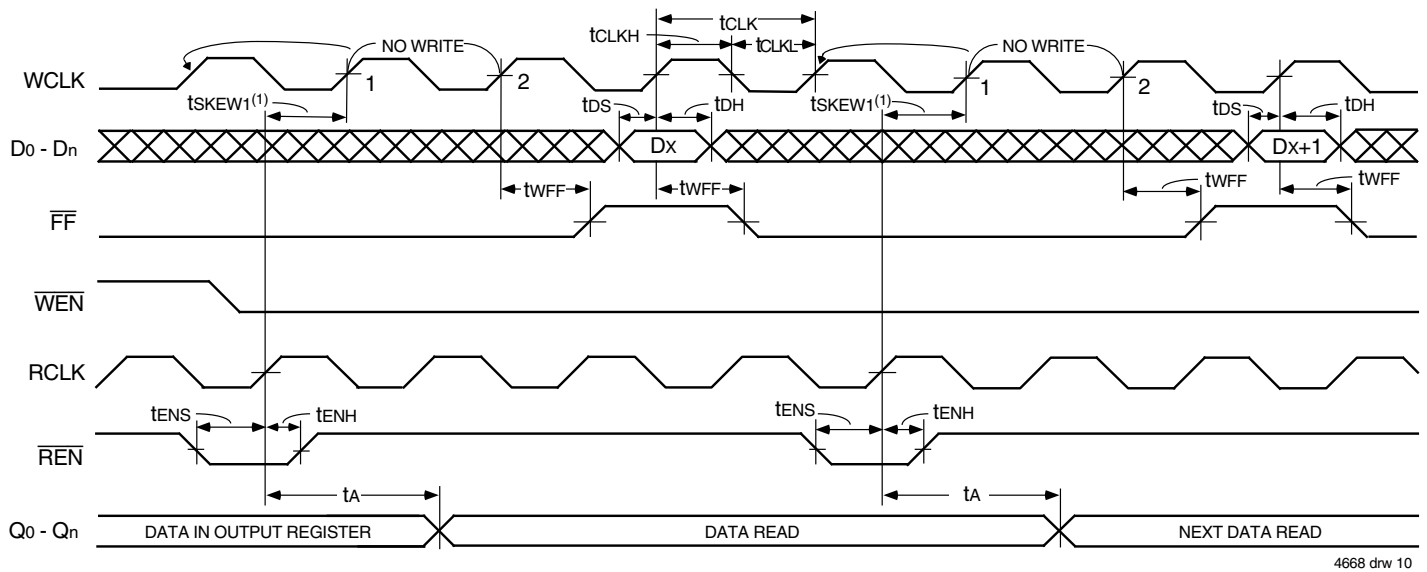 tCLK
tCLKH
tCLKL
NO WRITE
NO WRITE
WCLK
1
2
1
2
tSKEW1(1)
tDS
tDH
tSKEW1(1)
tDS
tDH
D0 - Dn
DX
DX+1
tWFF
tWFF
tWFF
tWFF
FF
WEN
RCLK
tENS
tENH
tENS
tENH
REN
tA
tA
Q0 - Qn
DATA IN OUTPUT REGISTER
DATA READ
NEXT DATA READ
4668 drw 10